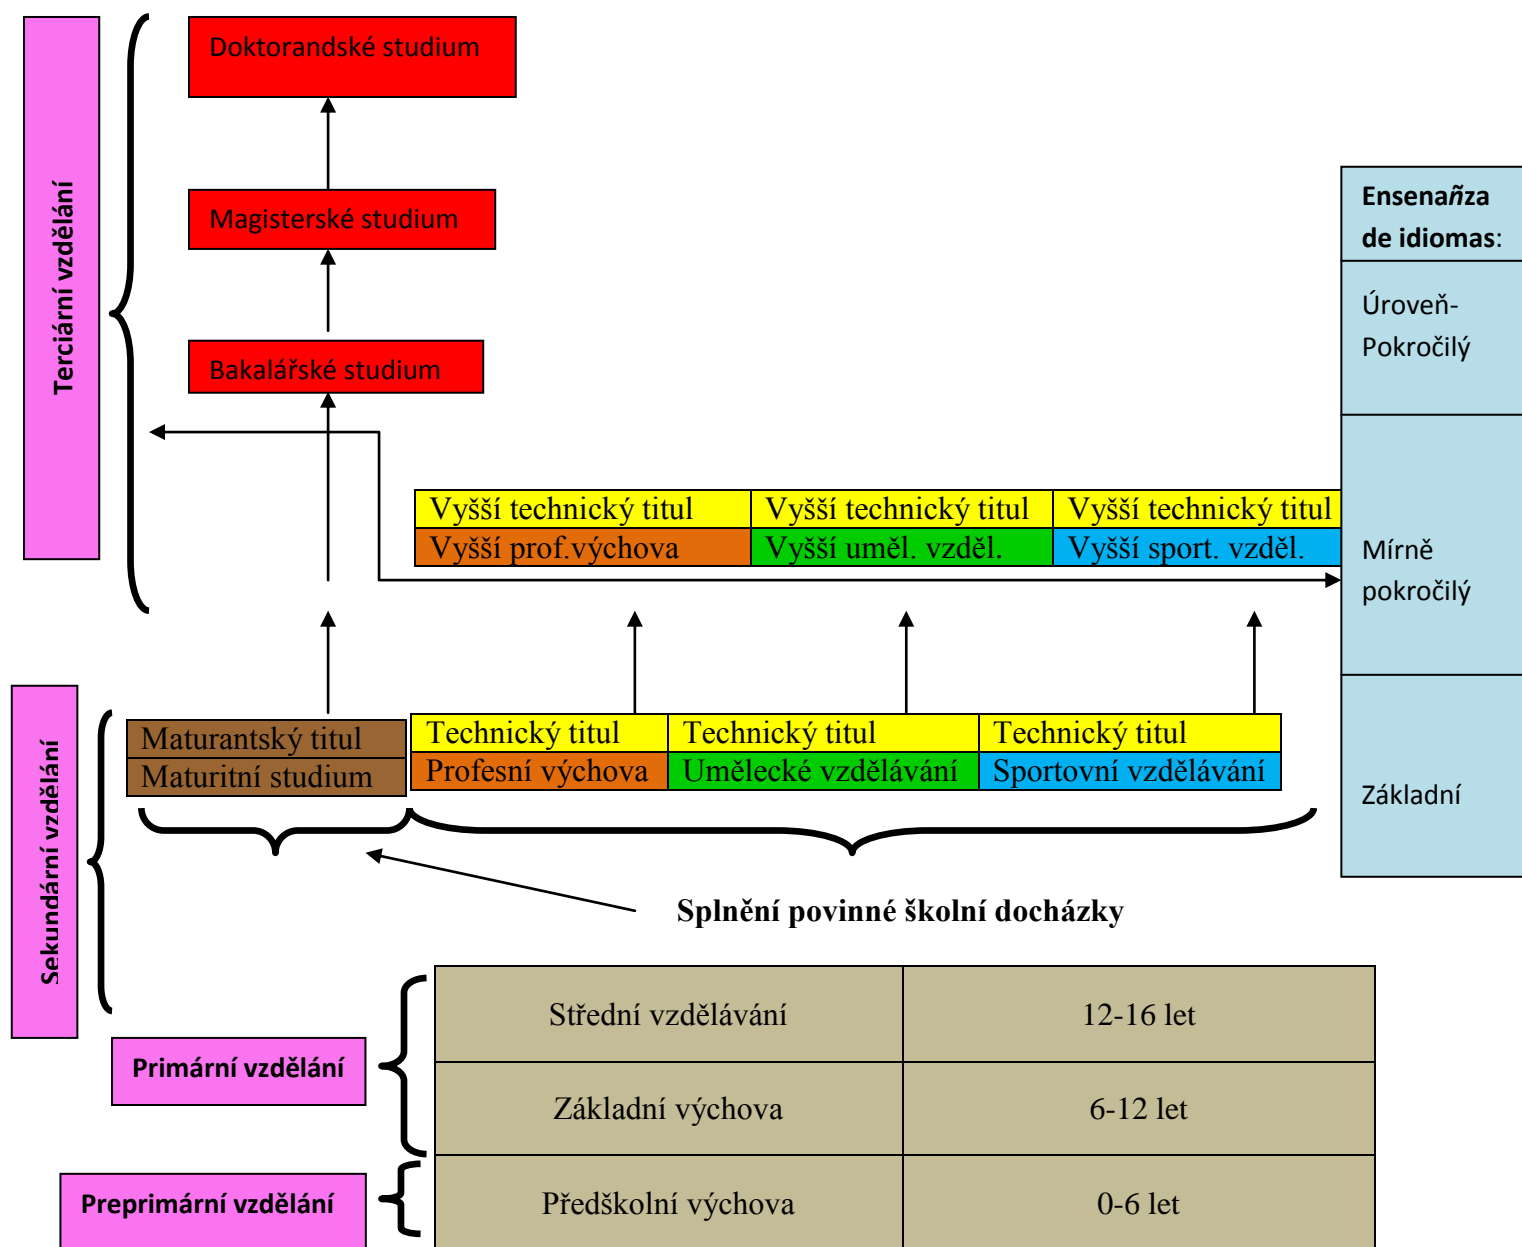 Terciární vzdělání
Doktorandské studium
Magisterské studium
Bakalářské studium
Ensenañza
de idiomas:
Úroveň-
Pokročilý
Mírně
pokročilý
Základní
Vyšší technický titul
Vyšší technický titul
Vyšší technický titul
Vyšší prof.výchova
Vyšší uměl. vzděl.
Vyšší sport. vzděl.
Sekundární vzdělání
Maturantský titul
Maturitní studium
Technický titul
Technický titul
Technický titul
Profesní výchova
Umělecké vzdělávání
Sportovní vzdělávání
Splnění povinné školní docházky
Primární vzdělání
Střední vzdělávání
12-16 let
Základní výchova
6-12 let
Preprimární vzdělání
Předškolní výchova
0-6 let